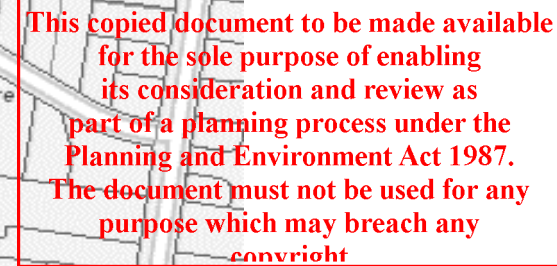 This copied document to be made available
for the sole purpose of enabling
its consideration and review as
part of a planning process under the
Planning and Environment Act 1987.
The document must not be used for any
purpose which may breach any
copyright